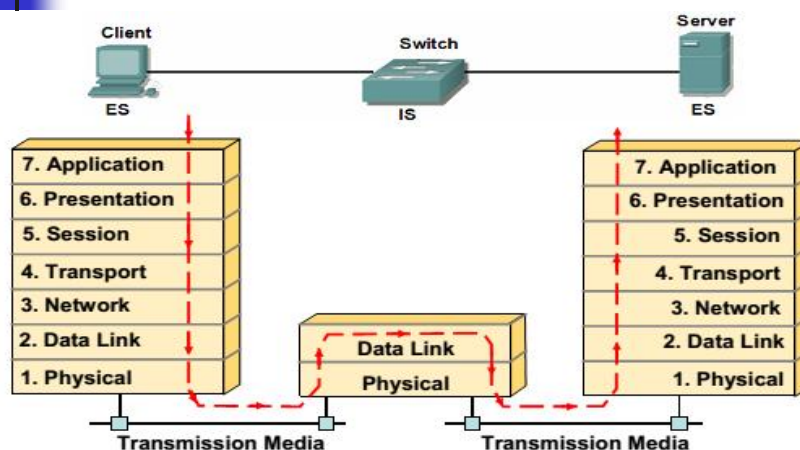 Client
Switch
Server
ES
IS
ES
7. Application
6. Presentation
5. Session
4. Transport
3. Network
2. Data Link
1. Physical
Data Link
Physical
7. Application
6. Presentation
5. Session
4. Transport
3. Network
2. Data Link
1. Physical
Transmission Media
Transmission Media